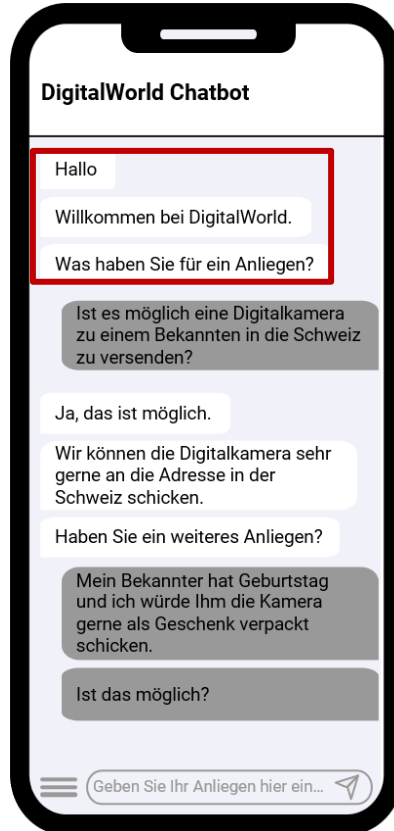 DigitalWorld Chatbot
Hallo
Willkommen bei DigitalWorld.
Was haben Sie für ein Anliegen?
Ist es möglich eine Digitalkamera
zu einem Bekannten in die Schweiz
zu versenden?
Ja, das ist möglich.
Wir können die Digitalkamera sehr
gerne an die Adresse in der
Schweiz schicken.
Haben Sie ein weiteres Anliegen?
Mein Bekannter hat Geburtstag
und ich würde Ihm die Kamera
gerne als Geschenk verpackt
schicken.
Ist das möglich?
Geben Sie Ihr Anliegen hier ein...